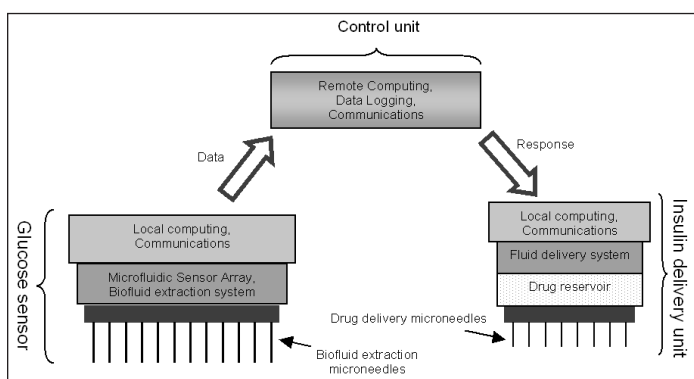 Control unit
Remote Computing,
Data Logging,
Communications
Data
Response
Glucose sensor
Local computing,
Communications
Microfluidic Sensor Array,
Biofluid extraction system
Biofluid extraction
microneedles
Insulin delivery unit
Local computing,
Communications
Fluid delivery system
Drug reservoir
Drug delivery microneedles